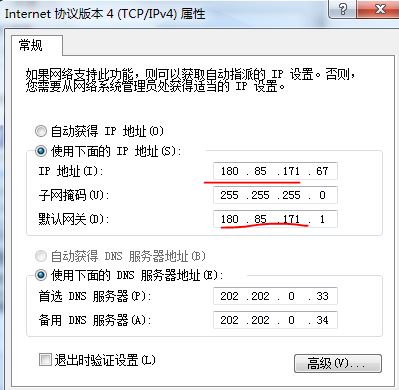 Internet 协议版本 4 (TCP/IPv4) 属性
常规
如果网络支持此功能，则可以获取自动指派的 IP 设置。否则，
您需要从网络系统管理员处获得适当的 IP 设置。
自动获得 IP 地址(O)
使用下面的 IP 地址(S):
IP 地址(I): 180 . 85 . 171 . 67
子网掩码(U): 255 . 255 . 255 . 0
默认网关(D): 180 . 85 . 171 . 1
自动获得 DNS 服务器地址(B)
使用下面的 DNS 服务器地址(E):
首选 DNS 服务器(P): 202 . 202 . 0 . 33
备用 DNS 服务器(A): 202 . 202 . 0 . 34
退出时验证设置(L)
高级(V)...